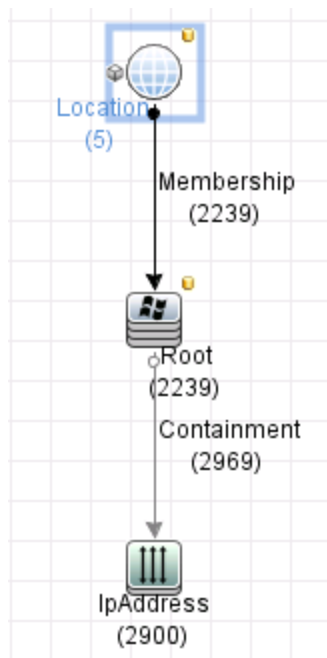 Location
(5)
Membership
(2239)
Root
(2239)
Containment
(2969)
IpAddress
(2900)